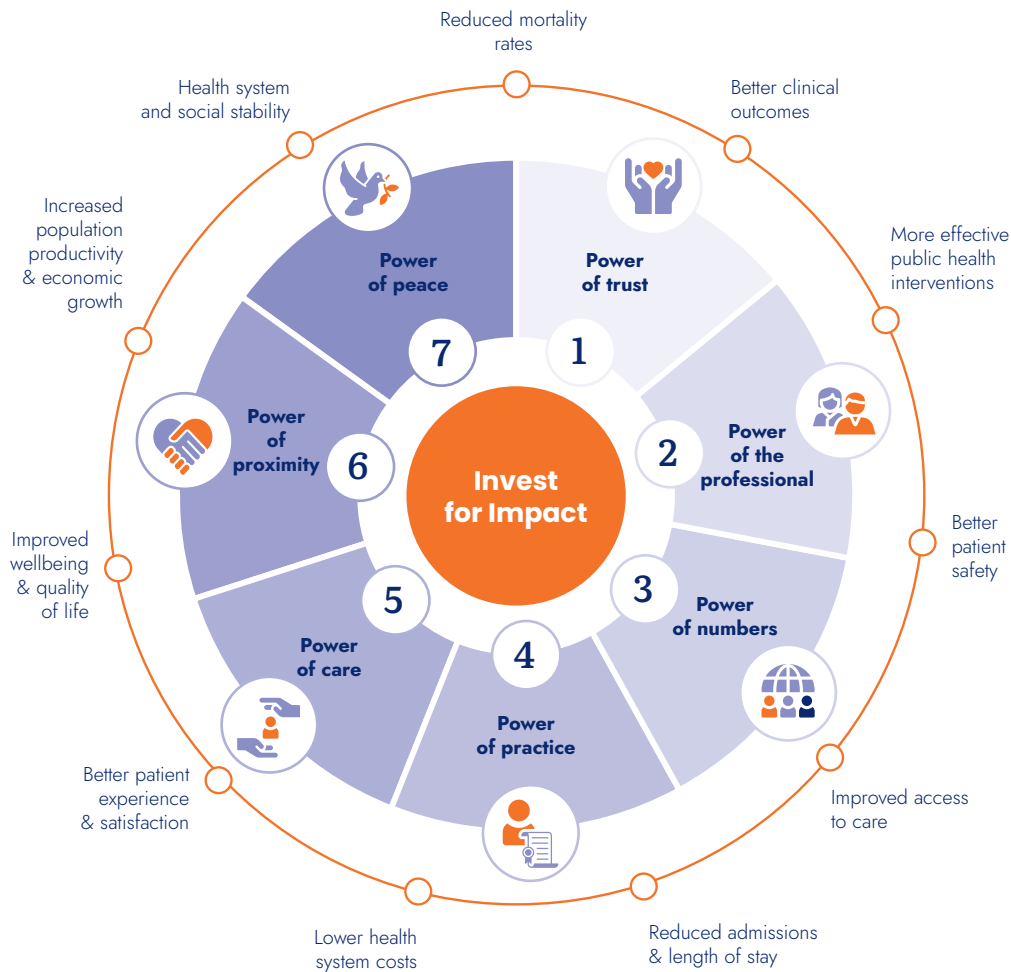 Reduced mortality
rates
Better clinical
outcomes
More effective
public health
interventions
Better
patient
safety
Improved access
to care
Reduced admissions
& length of stay
Lower health
system costs
Better patient
experience
& satisfaction
Improved
wellbeing
& quality
of life
Increased
population
productivity
& economic
growth
Health system
and social stability
Invest
for Impact
1
Power
of trust
2
Power
of the
professional
3
Power
of numbers
4
Power
of practice
5
Power
of care
6
Power
of
proximity
7
Power
of peace